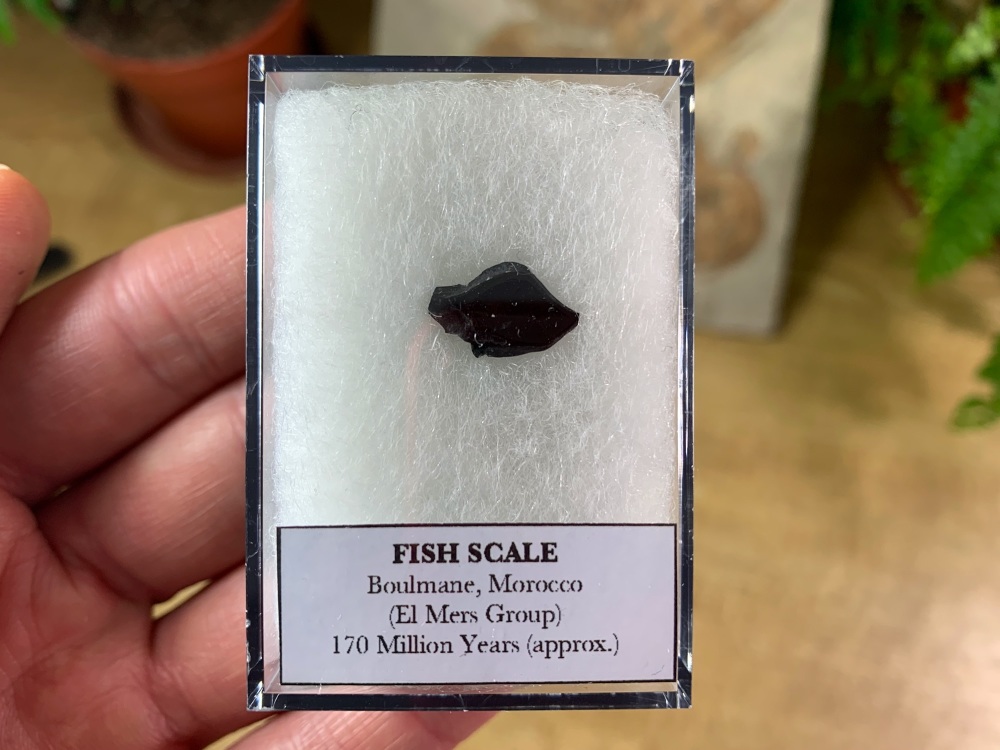 FISH SCALE
Boulmane, Morocco
(El Mers Group)
170 Million Years (approx.)